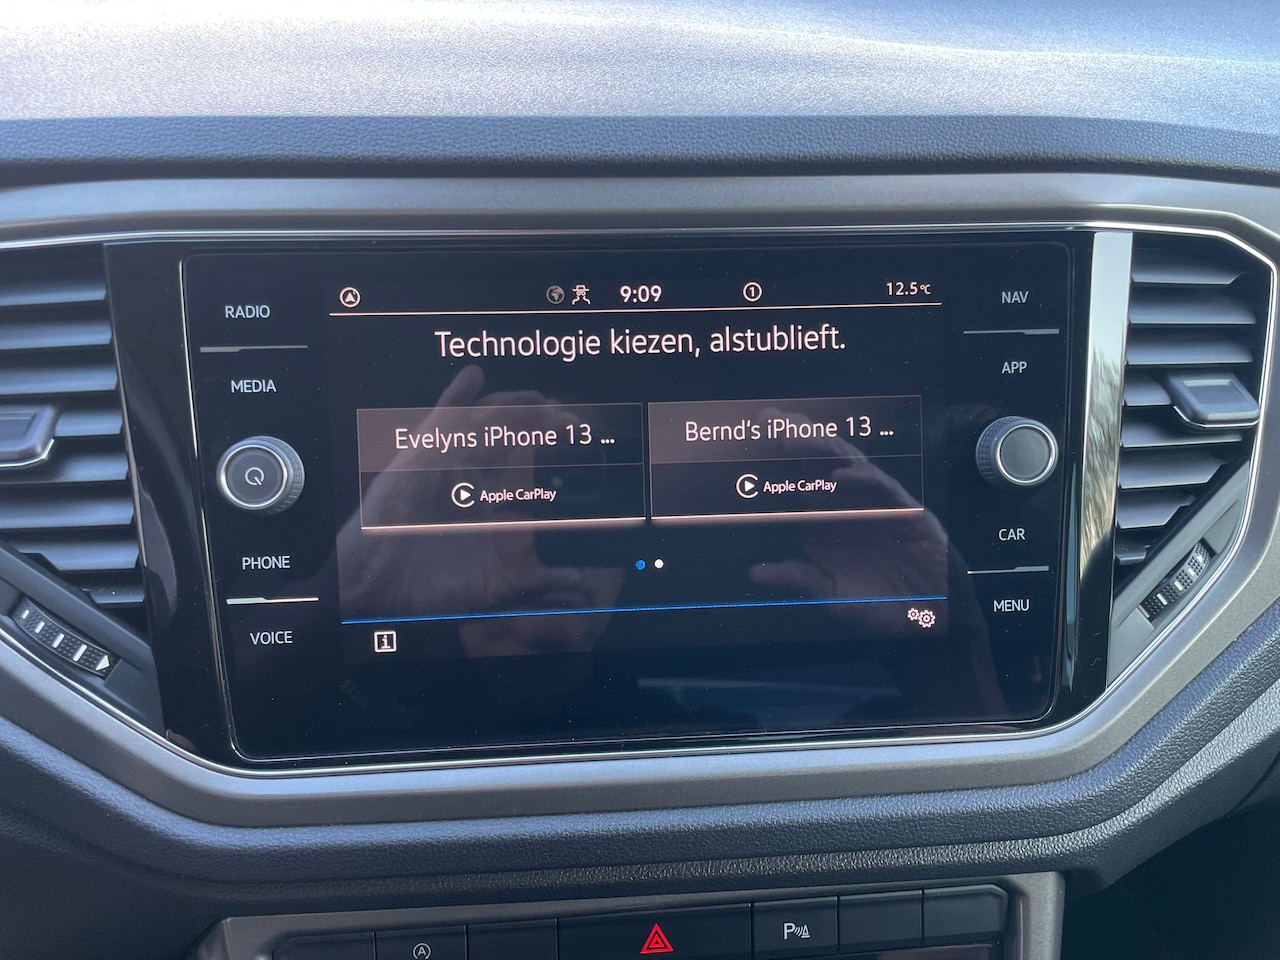 RADIO
MEDIA
PHONE
VOICE
9:09
1
12.5°C
Technologie kiezen, alstublieft.
Evelyns iPhone 13 ...
Apple CarPlay
Bernd's iPhone 13 ...
Apple CarPlay
i
NAV
APP
CAR
MENU
A
P